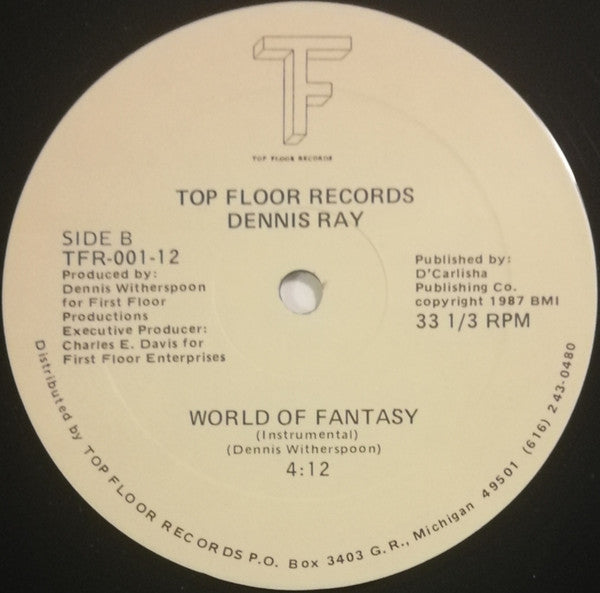 TF
TOP FLOOR RECORDS
TOP FLOOR RECORDS
DENNIS RAY
SIDE B
TFR-001-12
Produced by:
Dennis Witherspoon
for First Floor
Productions
Executive Producer:
Charles E. Davis for
First Floor Enterprises
Published by:
D'Carlisha
Publishing Co.
copyright 1987 BMI
33 1/3 RPM
WORLD OF FANTASY
(Instrumental)
(Dennis Witherspoon)
4:12
Distributed by TOP FLOOR RECORDS P.O. Box 3403 G.R., Michigan 49501 (616) 243-0480